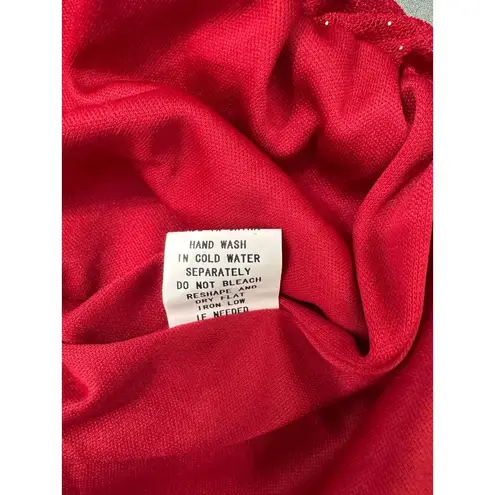 HAND WASH
IN COLD WATER
SEPARATELY
DO NOT BLEACH
RESHAPE AND
DRY FLAT
IRON LOW
IF NEEDED